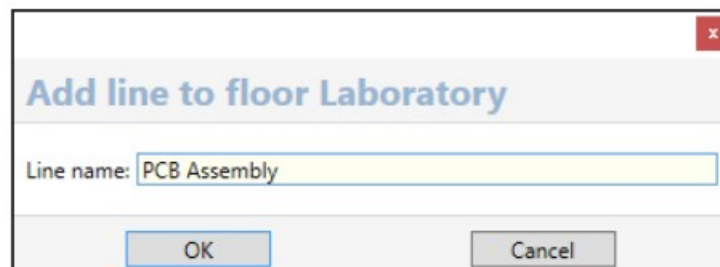 x
Add line to floor Laboratory
Line name: PCB Assembly
OK Cancel